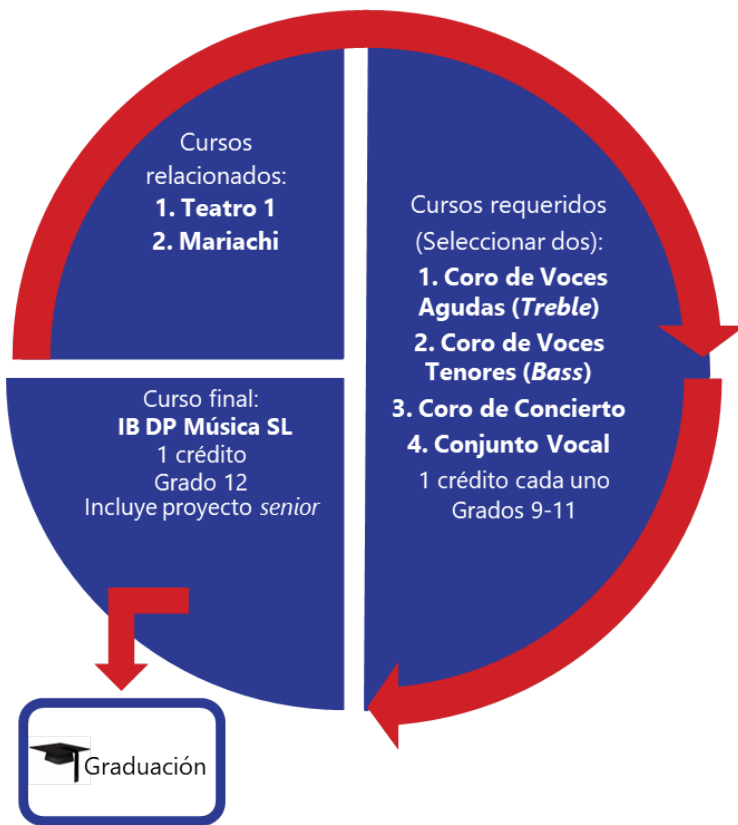 Cursos
relacionados:
1. Teatro 1
2. Mariachi
Cursos requeridos
(Seleccionar dos):
1. Coro de Voces
Agudas (Treble)
2. Coro de Voces
Tenores (Bass)
3. Coro de Concierto
4. Conjunto Vocal
1 crédito cada uno
Grados 9-11
Curso final:
IB DP Música SL
1 crédito
Grado 12
Incluye proyecto senior
Graduación